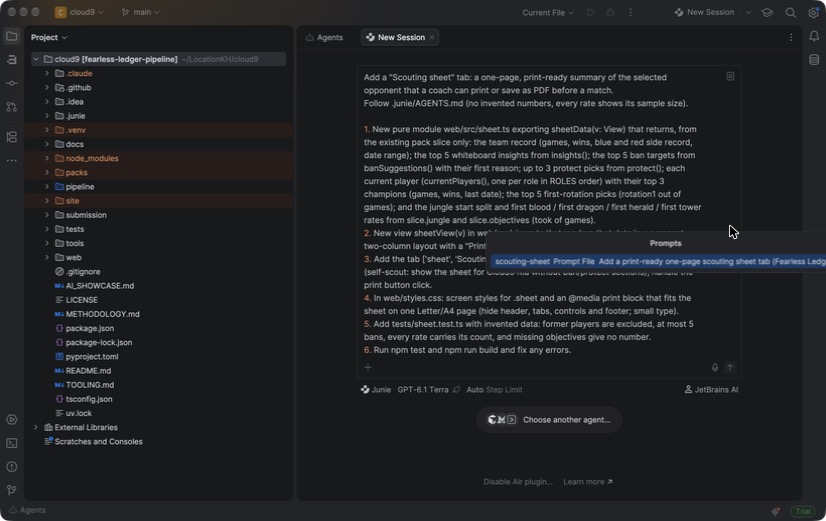 C cloud9 main Current File New Session
Project
Agents
New Session
cloud9 [fearless-ledger-pipeline] ~/LocationKH/cloud9
.claude
.github
.idea
.junie
.venv
docs
node_modules
packs
pipeline
site
submission
tests
tools
web
.gitignore
AI_SHOWCASE.md
LICENSE
METHODOLOGY.md
package.json
package-lock.json
pyproject.toml
README.md
TOOLING.md
tsconfig.json
uv.lock
External Libraries
Scratches and Consoles
Add a "Scouting sheet" tab: a one-page, print-ready summary of the selected
opponent that a coach can print or save as PDF before a match.
Follow .junie/AGENTS.md (no invented numbers, every rate shows its sample size).
1. New pure module web/src/sheet.ts exporting sheetData(v: View) that returns, from
the existing pack slice only: the team record (games, wins, blue and red side record,
date range); the top 5 whiteboard insights from insights(); the top 5 ban targets from
banSuggestions() with their first reason; up to 3 protect picks from protect(); each
current player (currentPlayers(), one per role in ROLES order) with their top 3
champions (games, wins, last date); the top 5 first-rotation picks (rotation1 out of
games); and the jungle start split and first blood / first dragon / first herald / first tower
rates from slice.jungle and slice.objectives (took of games).
2. New view sheetView(v) in
two-column layout with a "Print
3. Add the tab ['sheet', 'Scoutin
(self-scout: show the sheet for
print button click.
4. In web/styles.css: screen styles for .sheet and an @media print block that fits the
sheet on one Letter/A4 page (hide header, tabs, controls and footer; small type).
5. Add tests/sheet.test.ts with invented data: former players are excluded, at most 5
bans, every rate carries its count, and missing objectives give no number.
6. Run npm test and npm run build and fix any errors.
Prompts
scouting-sheet Prompt File Add a print-ready one-page scouting sheet tab (Fearless Ledg
Junie GPT-6.1 Terra Auto Step Limit JetBrains AI
Choose another agent...
Disable Air plugin... Learn more
Agents
Trial